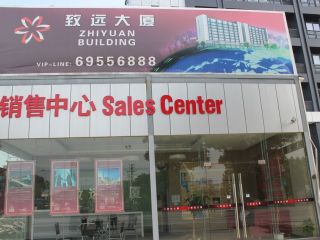 致远大厦
ZHIYUAN
BUILDING
VIP-LINE: 69556888
销售中心 Sales Center